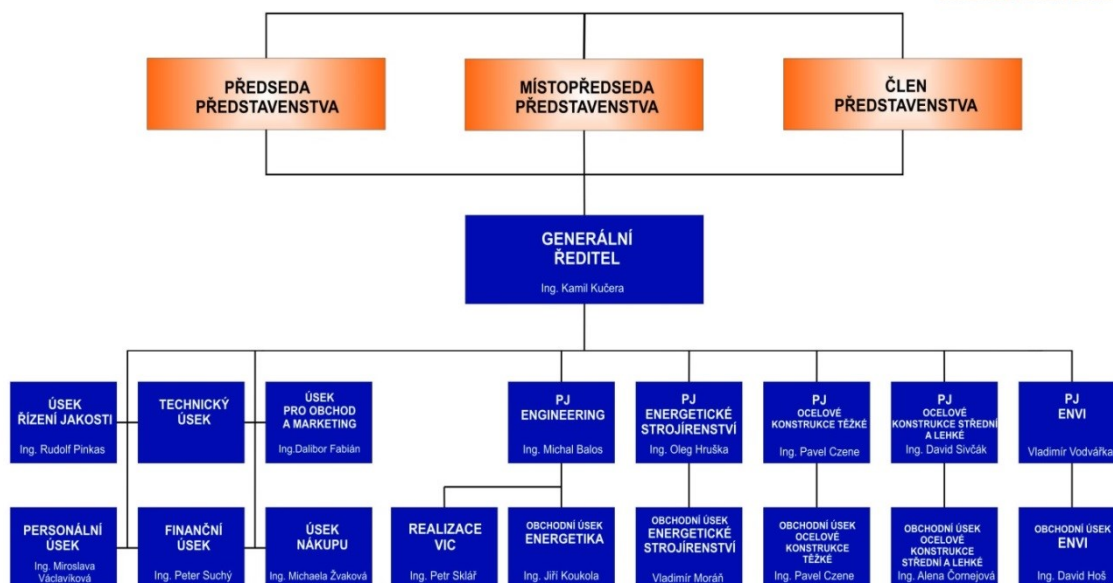 PŘEDSEDA
PŘEDSTAVENSTVA
MÍSTOPŘEDSEDA
PŘEDSTAVENSTVA
ČLEN
PŘEDSTAVENSTVA
GENERÁLNÍ
ŘEDITEL
Ing. Kamil Kučera
ÚSEK
ŘÍZENÍ JAKOSTI
Ing. Rudolf Pinkas
TECHNICKÝ
ÚSEK
ÚSEK
PRO OBCHOD
A MARKETING
Ing.Dalibor Fabián
PJ
ENGINEERING
Ing. Michal Balos
PJ
ENERGETICKÉ
STROJÍRENSTVÍ
Ing. Oleg Hruška
PJ
OCELOVÉ
KONSTRUKCE TĚŽKÉ
Ing. Pavel Czene
PJ
OCELOVÉ
KONSTRUKCE STŘEDNÍ
A LEHKÉ
Ing. David Sivčák
PJ
ENVI
Vladimír Vodvářka
PERSONÁLNÍ
ÚSEK
Ing. Miroslava
Václavíková
FINANČNÍ
ÚSEK
Ing. Peter Suchý
ÚSEK
NÁKUPU
Ing. Michaela Žvaková
REALIZACE
VIC
Ing. Petr Sklář
OBCHODNÍ ÚSEK
ENERGETIKA
Ing. Jiří Koukola
OBCHODNÍ ÚSEK
ENERGETICKÉ
STROJÍRENSTVÍ
Vladimír Moráň
OBCHODNÍ ÚSEK
OCELOVÉ
KONSTRUKCE
TĚŽKÉ
Ing. Pavel Czene
OBCHODNÍ ÚSEK
OCELOVÉ
KONSTRUKCE
STŘEDNÍ A LEHKÉ
Ing. Alena Čornejová
OBCHODNÍ ÚSEK
ENVI
Ing. David Hoš